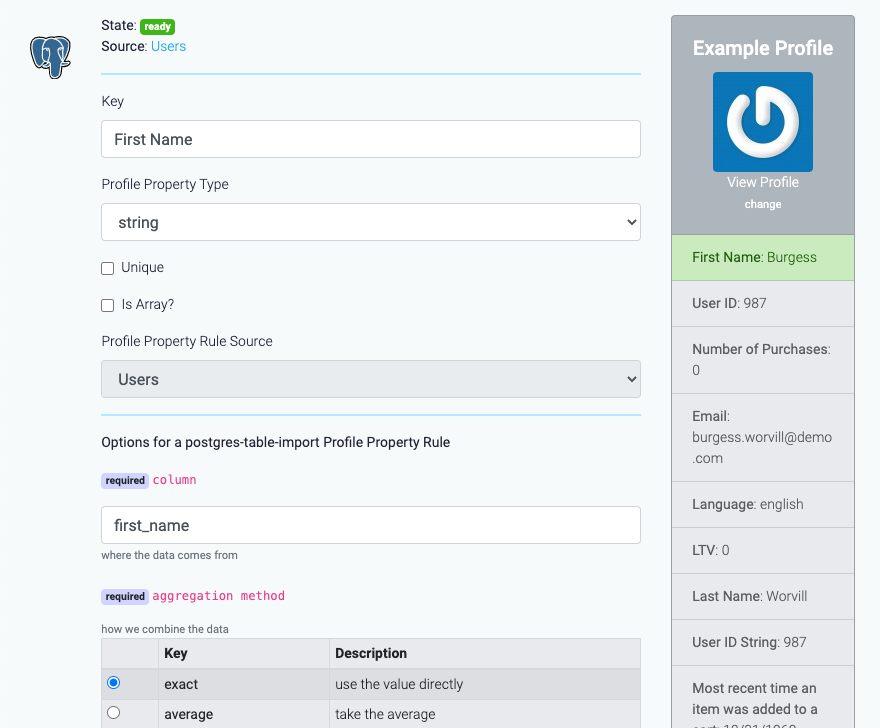 State: ready
Source: Users
Key
First Name
Profile Property Type
string
Unique
Is Array?
Profile Property Rule Source
Users
Options for a postgres-table-import Profile Property Rule
required column
first_name
where the data comes from
required aggregation method
how we combine the data
Key Description
exact use the value directly
average take the average
Example Profile
View Profile
change
First Name: Burgess
User ID: 987
Number of Purchases:
0
Email:
burgess.worvill@demo
.com
Language: english
LTV: 0
Last Name: Worvill
User ID String: 987
Most recent time an
item was added to a